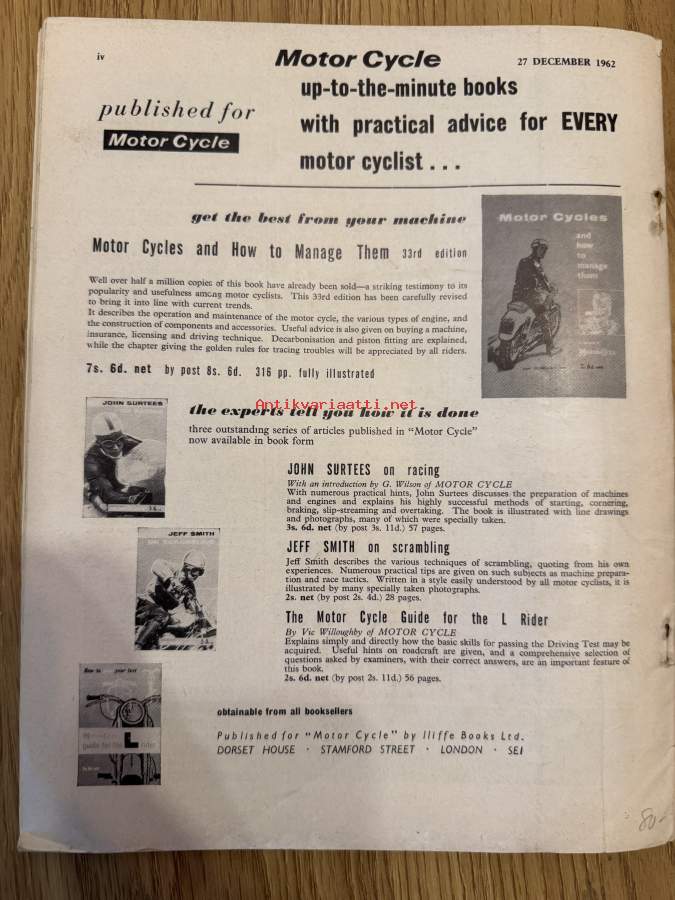 iv
Motor Cycle
27 DECEMBER 1962
published for
Motor Cycle
up-to-the-minute books
with practical advice for EVERY
motor cyclist . . .
get the best from your machine
Motor Cycles and How to Manage Them 33rd edition
Well over half a million copies of this book have already been sold—a striking testimony to its
popularity and usefulness among motor cyclists. This 33rd edition has been carefully revised
to bring it into line with current trends.
It describes the operation and maintenance of the motor cycle, the various types of engine, and
the construction of components and accessories. Useful advice is also given on buying a machine,
insurance, licensing and driving technique. Decarbonisation and piston fitting are explained,
while the chapter giving the golden rules for tracing troubles will be appreciated by all riders.
7s. 6d. net by post 8s. 6d. 316 pp. fully illustrated
Motor Cycles
and
how
to
manage
them
Antikvariaatti.net
JOHN SURTEES
the experts tell you how it is done
three outstanding series of articles published in "Motor Cycle"
now available in book form
JOHN SURTEES on racing
With an introduction by G. Wilson of MOTOR CYCLE
With numerous practical hints, John Surtees discusses the preparation of machines
and engines and explains his highly successful methods of starting, cornering,
braking, slip-streaming and overtaking. The book is illustrated with line drawings
and photographs, many of which were specially taken.
3s. 6d. net (by post 3s. 11d.) 57 pages.
JEFF SMITH
JEFF SMITH on scrambling
Jeff Smith describes the various techniques of scrambling, quoting from his own
experiences. Numerous practical tips are given on such subjects as machine prepara-
tion and race tactics. Written in a style easily understood by all motor cyclists, it is
illustrated by many specially taken photographs.
2s. net (by post 2s. 4d.) 28 pages.
The Motor Cycle Guide for the L Rider
By Vic Willoughby of MOTOR CYCLE
Explains simply and directly how the basic skills for passing the Driving Test may be
acquired. Useful hints on roadcraft are given, and a comprehensive selection of
questions asked by examiners, with their correct answers, are an important feature of
this book.
2s. 6d. net (by post 2s. 11d.) 56 pages.
your test
guide for the L rider
obtainable from all booksellers
Published for "Motor Cycle" by Iliffe Books Ltd.
DORSET HOUSE · STAMFORD STREET · LONDON · SE1
80-